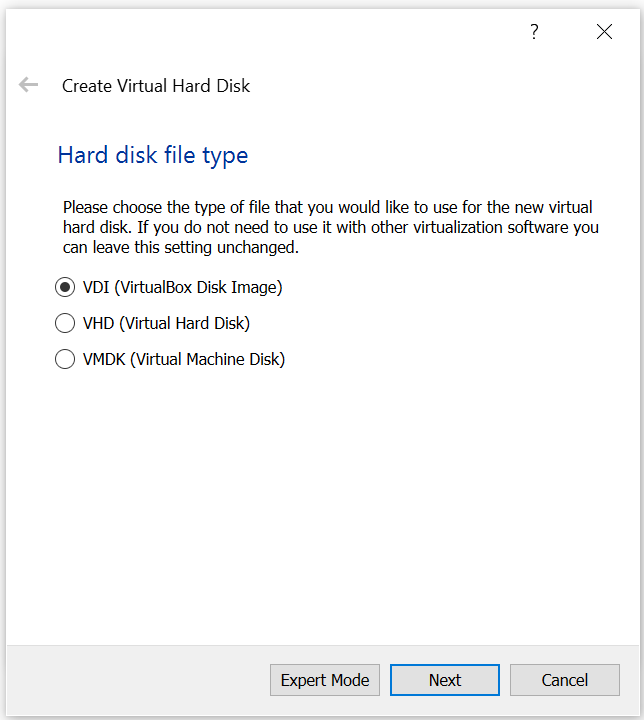 ?
Create Virtual Hard Disk
Hard disk file type
Please choose the type of file that you would like to use for the new virtual
hard disk. If you do not need to use it with other virtualization software you
can leave this setting unchanged.
VDI (VirtualBox Disk Image)
VHD (Virtual Hard Disk)
VMDK (Virtual Machine Disk)
Expert Mode Next Cancel